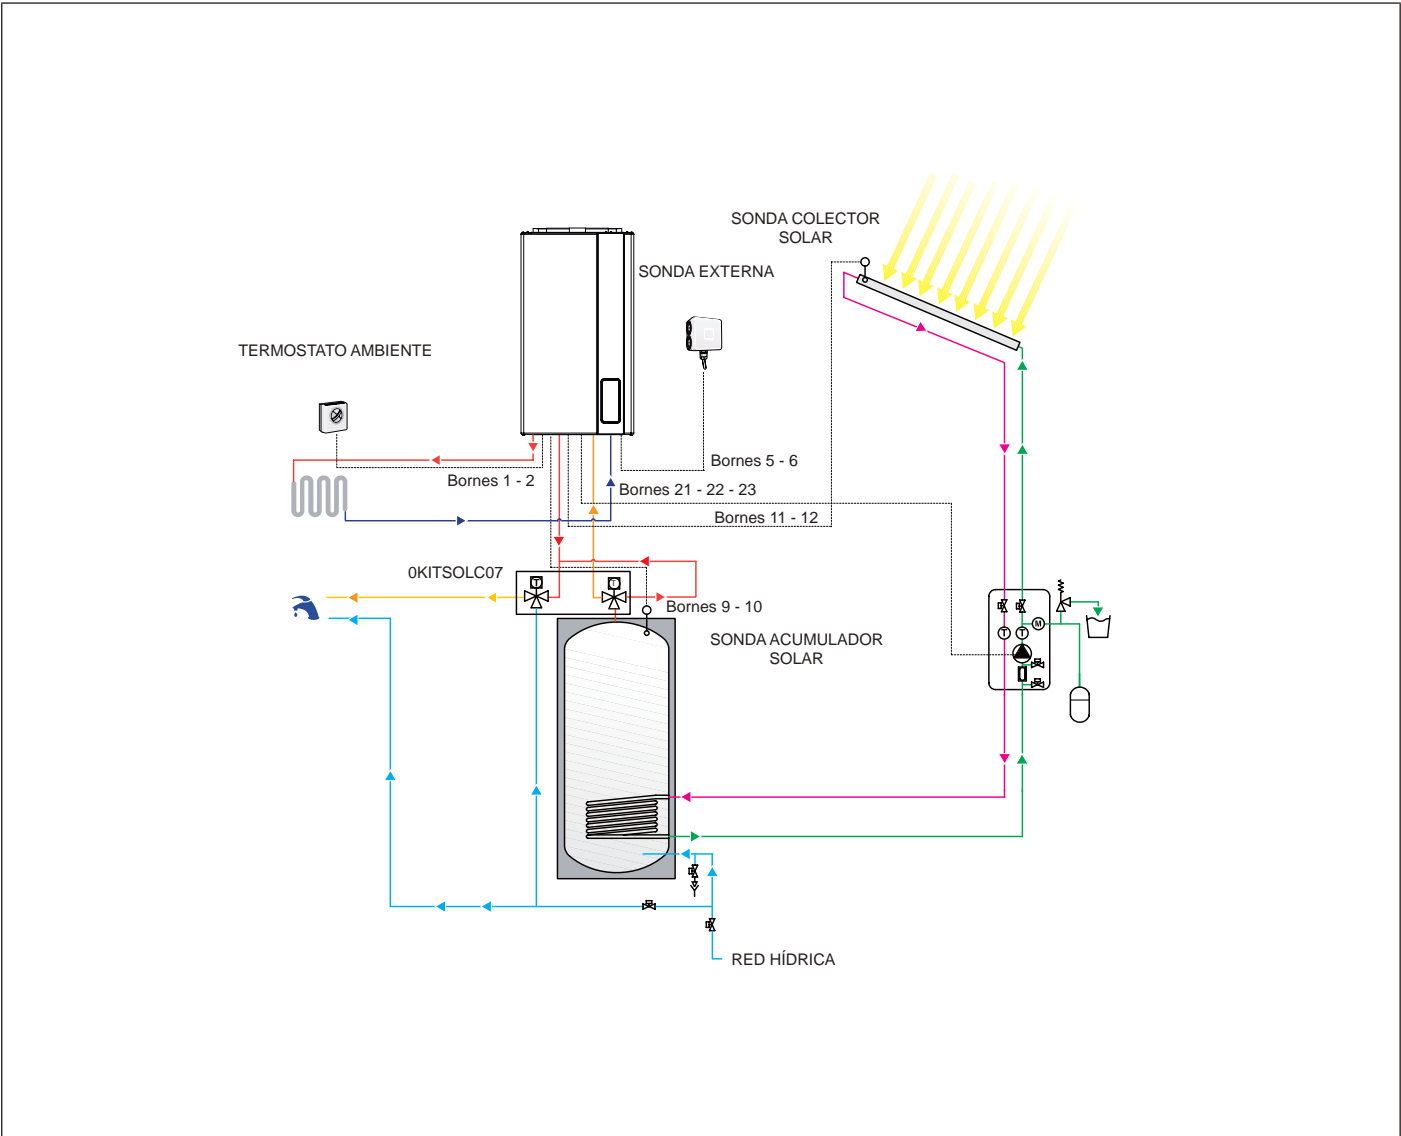 SONDA COLECTOR
SOLAR
SONDA EXTERNA
TERMOSTATO AMBIENTE
Bornes 5 - 6
Bornes 1 - 2
Bornes 21 - 22 - 23
Bornes 11 - 12
0KITSOLC07
T
T
Bornes 9 - 10
SONDA ACUMULADOR
SOLAR
M
T
T
RED HÍDRICA